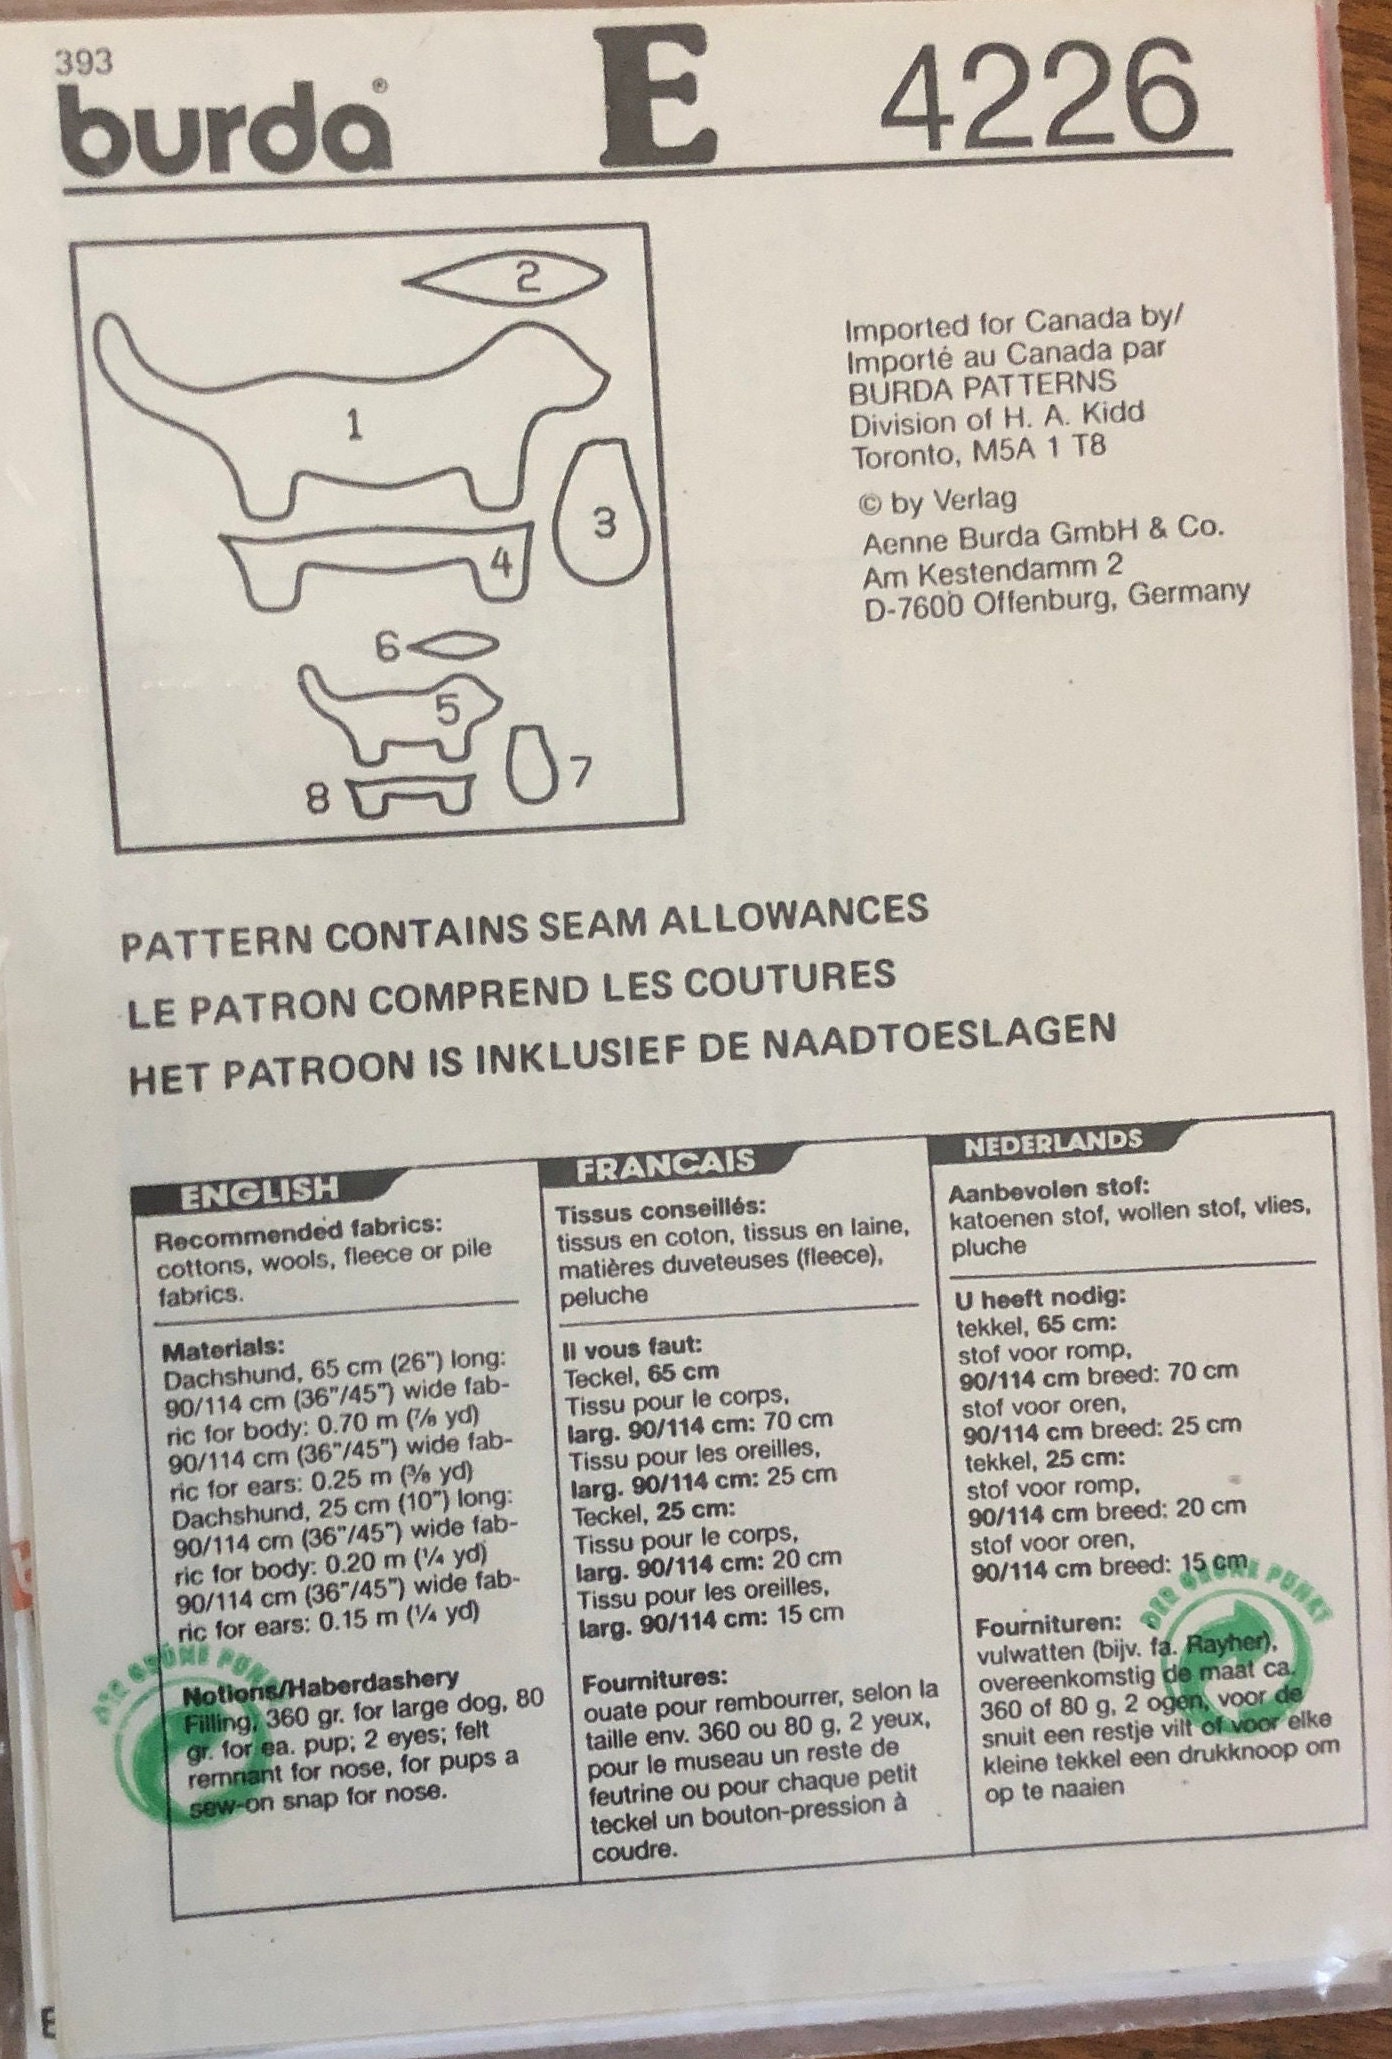 393
burda®
E
4226
2
1
3
4
6
5
7
8
Imported for Canada by/
Importé au Canada par
BURDA PATTERNS
Division of H. A. Kidd
Toronto, M5A 1 T8
© by Verlag
Aenne Burda GmbH & Co.
Am Kestendamm 2
D-7600 Offenburg, Germany
PATTERN CONTAINS SEAM ALLOWANCES
LE PATRON COMPREND LES COUTURES
HET PATROON IS INKLUSIEF DE NAADTOESLAGEN
ENGLISH
Recommended fabrics:
cottons, wools, fleece or pile
fabrics.
Materials:
Dachshund, 65 cm (26") long:
90/114 cm (36"/45") wide fab-
ric for body: 0.70 m (⅞ yd)
90/114 cm (36"/45") wide fab-
ric for ears: 0.25 m (⅜ yd)
Dachshund, 25 cm (10") long:
90/114 cm (36"/45") wide fab-
ric for body: 0.20 m (¼ yd)
90/114 cm (36"/45") wide fab-
ric for ears: 0.15 m (¼ yd)
Notions/Haberdashery
Filling, 360 gr. for large dog, 80
gr. for ea. pup; 2 eyes; felt
remnant for nose, for pups a
sew-on snap for nose.
DER GRÜNE PUNKT
FRANCAIS
Tissus conseillés:
tissus en coton, tissus en laine,
matières duveteuses (fleece),
peluche
Il vous faut:
Teckel, 65 cm
Tissu pour le corps,
larg. 90/114 cm: 70 cm
Tissu pour les oreilles,
larg. 90/114 cm: 25 cm
Teckel, 25 cm:
Tissu pour le corps,
larg. 90/114 cm: 20 cm
Tissu pour les oreilles,
larg. 90/114 cm: 15 cm
Fournitures:
ouate pour rembourrer, selon la
taille env. 360 ou 80 g, 2 yeux,
pour le museau un reste de
feutrine ou pour chaque petit
teckel un bouton-pression à
coudre.
NEDERLANDS
Aanbevolen stof:
katoenen stof, wollen stof, vlies,
pluche
U heeft nodig:
tekkel, 65 cm:
stof voor romp,
90/114 cm breed: 70 cm
stof voor oren,
90/114 cm breed: 25 cm
tekkel, 25 cm:
stof voor romp,
90/114 cm breed: 20 cm
stof voor oren,
90/114 cm breed: 15 cm
DER GRÜNE PUNKT
Fournituren:
vulwatten (bijv. fa. Rayher),
overeenkomstig de maat ca.
360 of 80 g, 2 ogen, voor de
snuit een restje vilt of voor elke
kleine tekkel een drukknoop om
op te naaien
E